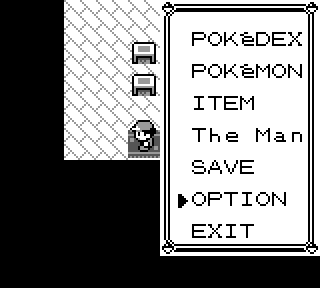 POKéDEX
POKéMON
ITEM
The Man
SAVE
▶OPTION
EXIT